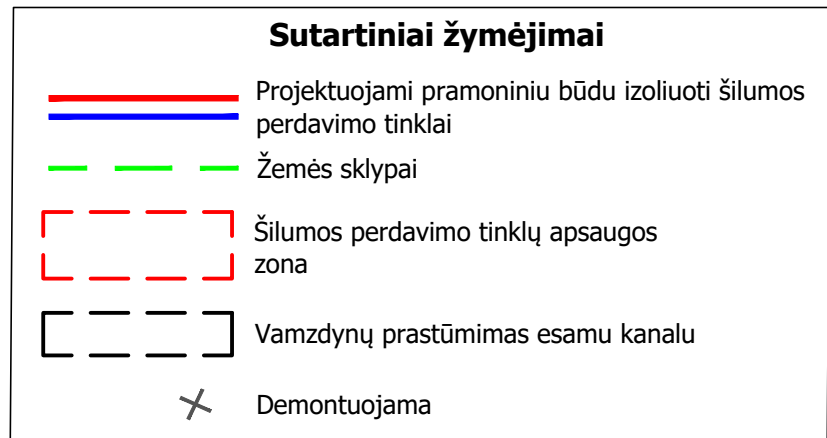 Sutartiniai žymėjimai
Projektuojami pramoniniu būdu izoliuoti šilumos
perdavimo tinklai
Žemės sklypai
Šilumos perdavimo tinklų apsaugos
zona
Vamzdynų prastūmimas esamu kanalu
Demontuojama